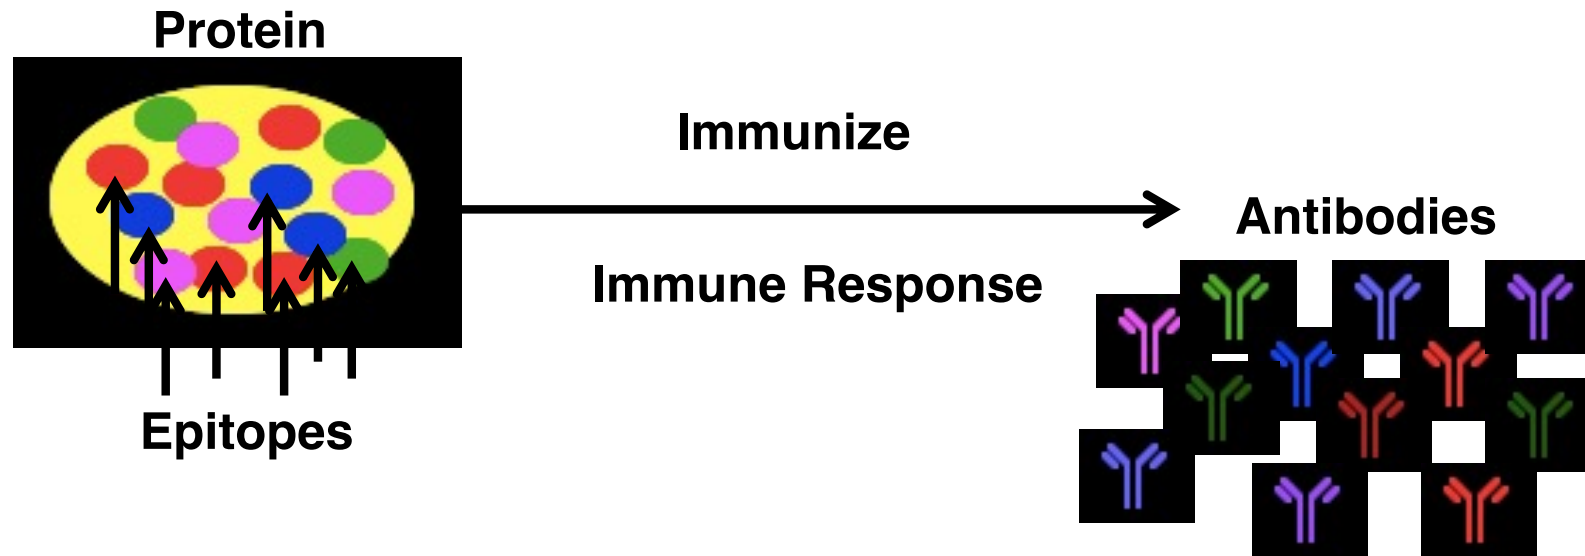 Protein
Immunize
Immune Response
Antibodies
Epitopes